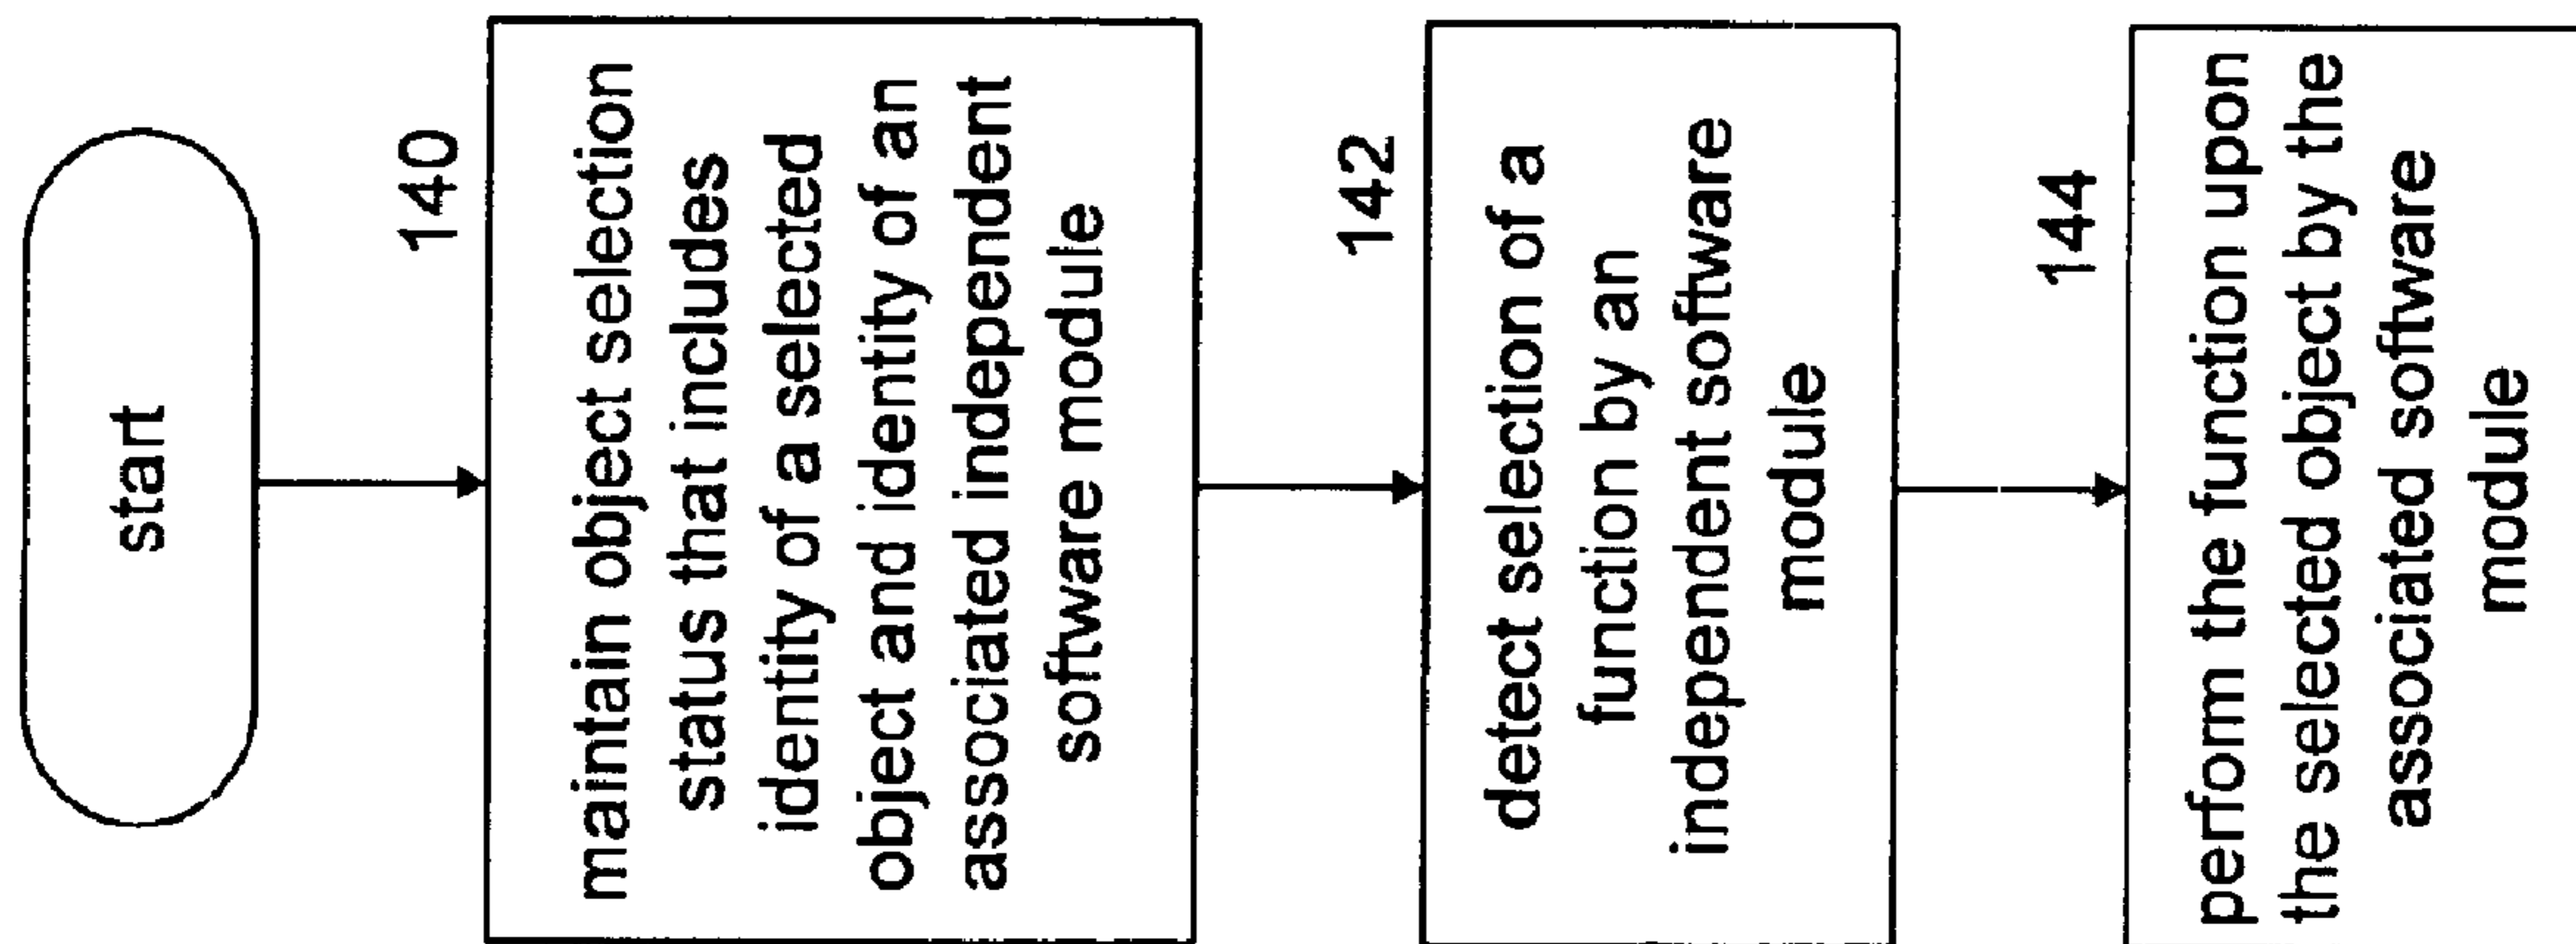 start
140
maintain object selection
status that includes
identity of a selected
object and identity of an
associated independent
software module
142
detect selection of a
function by an
independent software
module
144
perform the function upon
the selected object by the
associated software
module